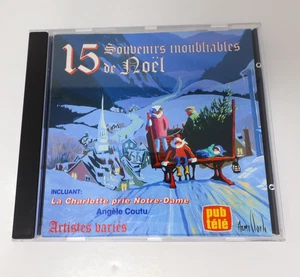 15 Souvenirs inoubliables
de Noël
INCLUANT:
La Charlotte prie Notre-Dame
Angèle Coutu
Artistes variés
pub
télé